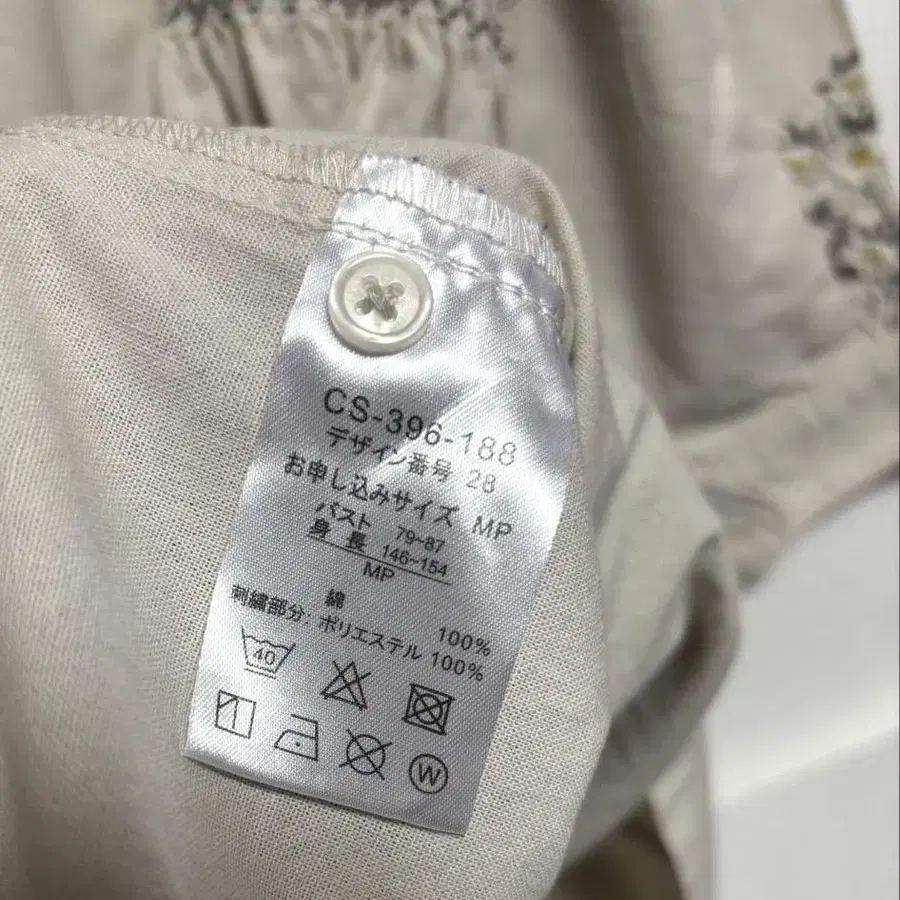 CS-396-188
デザイン番号 28
お申し込みサイズ MP
バスト 79~87
身長 146~154
MP
綿 100%
刺繍部分:ポリエステル 100%
40
W